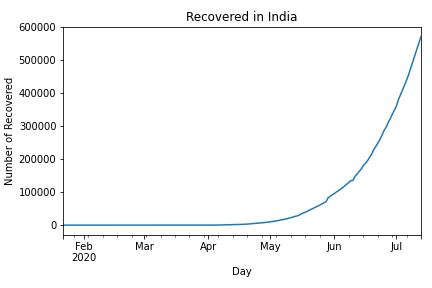 Recovered in India
Number of Recovered
600000
500000
400000
300000
200000
100000
0
Feb Mar Apr May Jun Jul
2020
Day